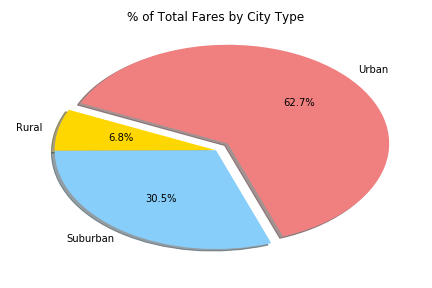 % of Total Fares by City Type
Urban
62.7%
Rural
6.8%
30.5%
Suburban